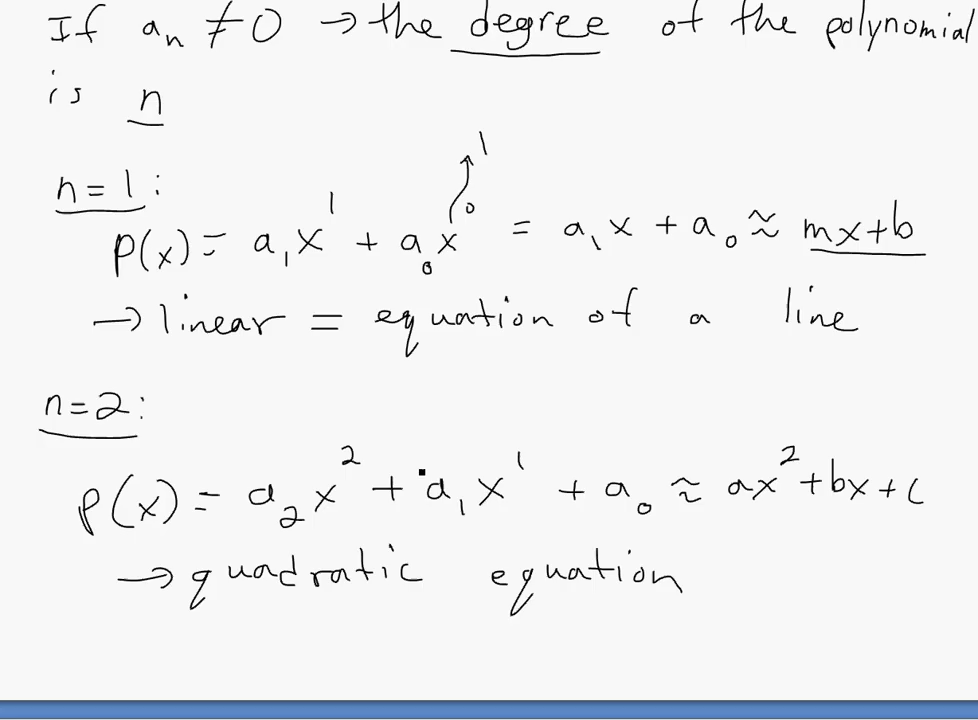 If aₙ ≠ 0 → the degree of the polynomial
is n
n=1:
p(x) = a₁x¹ + a₀x⁰ ↗ 1 = a₁x + a₀ ≈ mx+b
→ linear = equation of a line
n=2:
p(x) = a₂x² + a₁x¹ + a₀ ≈ ax²+bx+c
→ quadratic equation